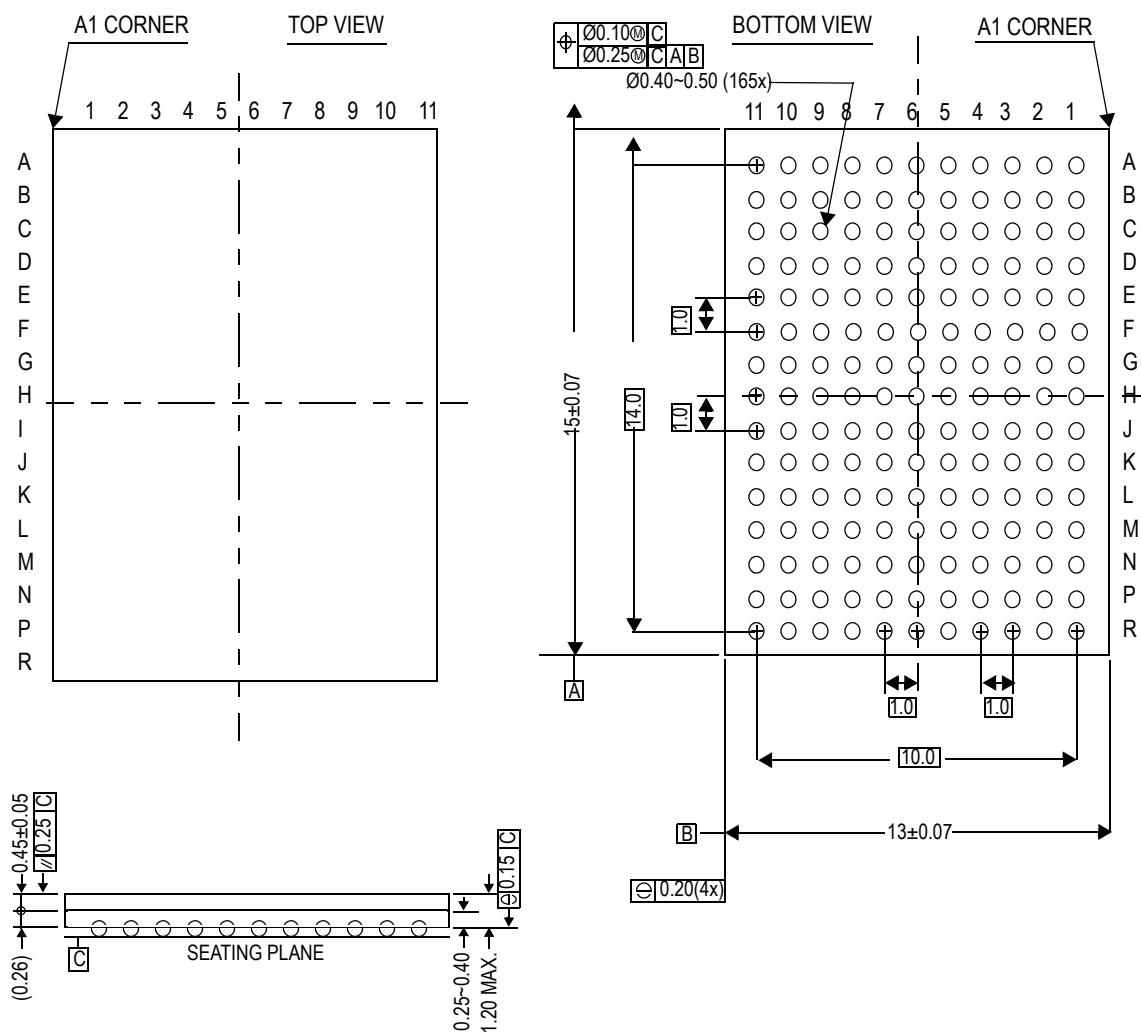 A1 CORNER
TOP VIEW
1 2 3 4 5 6 7 8 9 10 11
A
B
C
D
E
F
G
H
I
J
K
L
M
N
P
R
BOTTOM VIEW
A1 CORNER
Ø0.10Ⓜ C
Ø0.25Ⓜ C A B
Ø0.40~0.50 (165x)
11 10 9 8 7 6 5 4 3 2 1
A
B
C
D
E
F
G
H
J
K
L
M
N
P
R
1.0
1.0
15±0.07
14.0
A
1.0
1.0
10.0
B
13±0.07
0.20(4x)
0.45±0.05
// 0.25 C
0.15 C
(0.26)
C
SEATING PLANE
0.25~0.40
1.20 MAX.